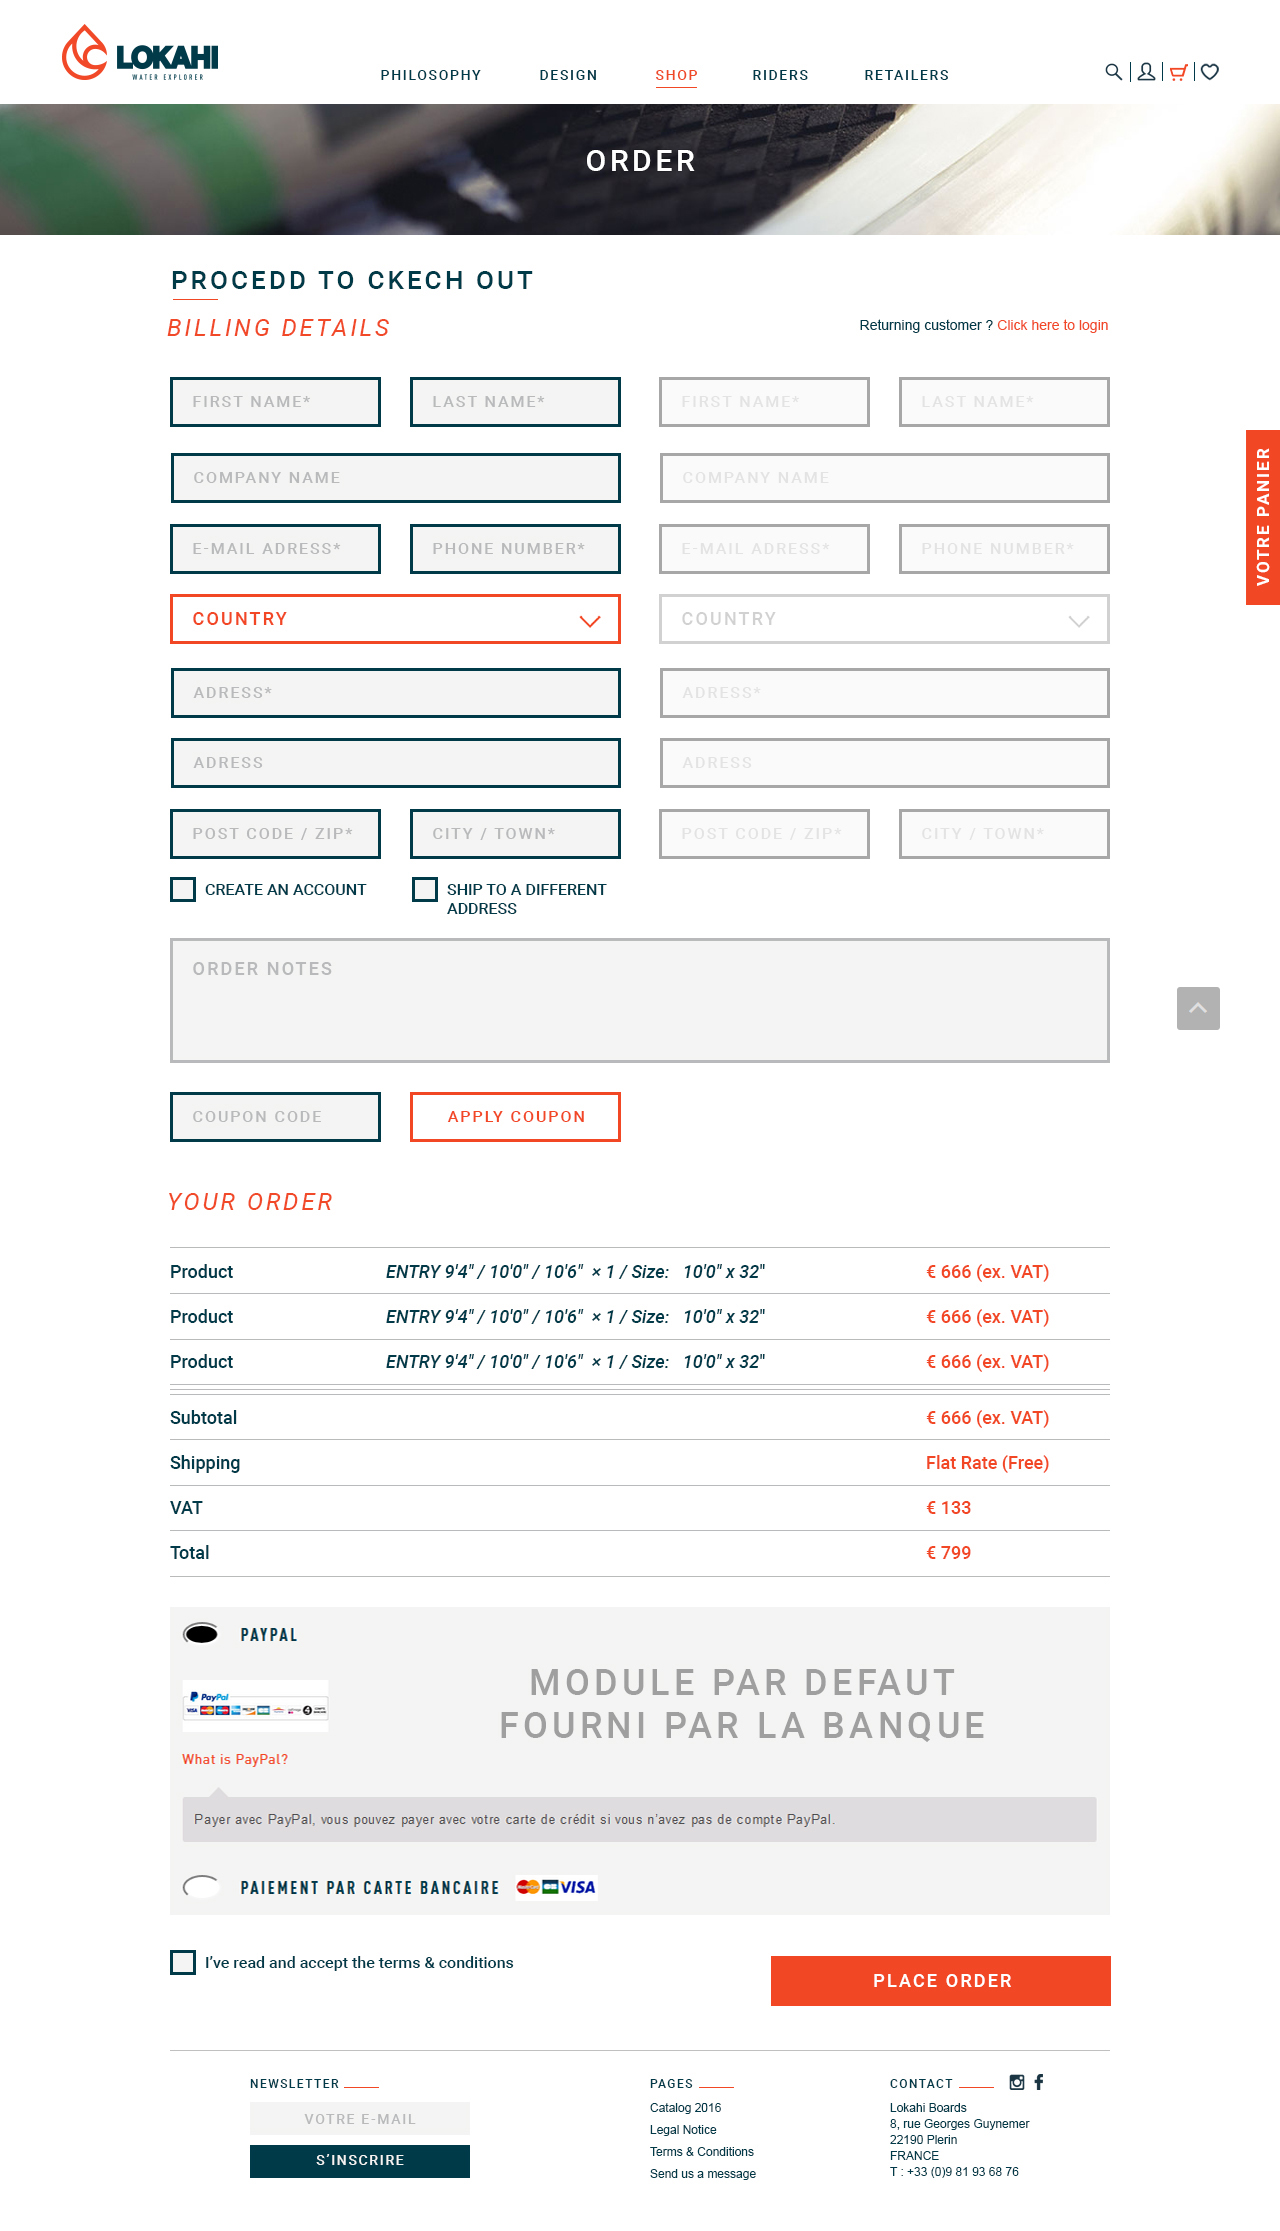 LOKAHI
WATER EXPLORER
PHILOSOPHY
DESIGN
SHOP
RIDERS
RETAILERS
ORDER
PROCEDD TO CKECH OUT
BILLING DETAILS
Returning customer ? Click here to login
FIRST NAME*
LAST NAME*
FIRST NAME*
LAST NAME*
COMPANY NAME
COMPANY NAME
E-MAIL ADRESS*
PHONE NUMBER*
E-MAIL ADRESS*
PHONE NUMBER*
VOTRE PANIER
COUNTRY
COUNTRY
ADRESS*
ADRESS*
ADRESS
ADRESS
POST CODE / ZIP*
CITY / TOWN*
POST CODE / ZIP*
CITY / TOWN*
CREATE AN ACCOUNT
SHIP TO A DIFFERENT
ADDRESS
ORDER NOTES
COUPON CODE
APPLY COUPON
YOUR ORDER
Product ENTRY 9'4" / 10'0" / 10'6" × 1 / Size: 10'0" x 32" € 666 (ex. VAT)
Product ENTRY 9'4" / 10'0" / 10'6" × 1 / Size: 10'0" x 32" € 666 (ex. VAT)
Product ENTRY 9'4" / 10'0" / 10'6" × 1 / Size: 10'0" x 32" € 666 (ex. VAT)
Subtotal € 666 (ex. VAT)
Shipping Flat Rate (Free)
VAT € 133
Total € 799
PAYPAL
MODULE PAR DEFAUT
FOURNI PAR LA BANQUE
PayPal
VISA
What is PayPal?
Payer avec PayPal, vous pouvez payer avec votre carte de crédit si vous n'avez pas de compte PayPal.
PAIEMENT PAR CARTE BANCAIRE
VISA
I've read and accept the terms & conditions
PLACE ORDER
NEWSLETTER
VOTRE E-MAIL
S'INSCRIRE
PAGES
Catalog 2016
Legal Notice
Terms & Conditions
Send us a message
CONTACT
Lokahi Boards
8, rue Georges Guynemer
22190 Plerin
FRANCE
T : +33 (0)9 81 93 68 76